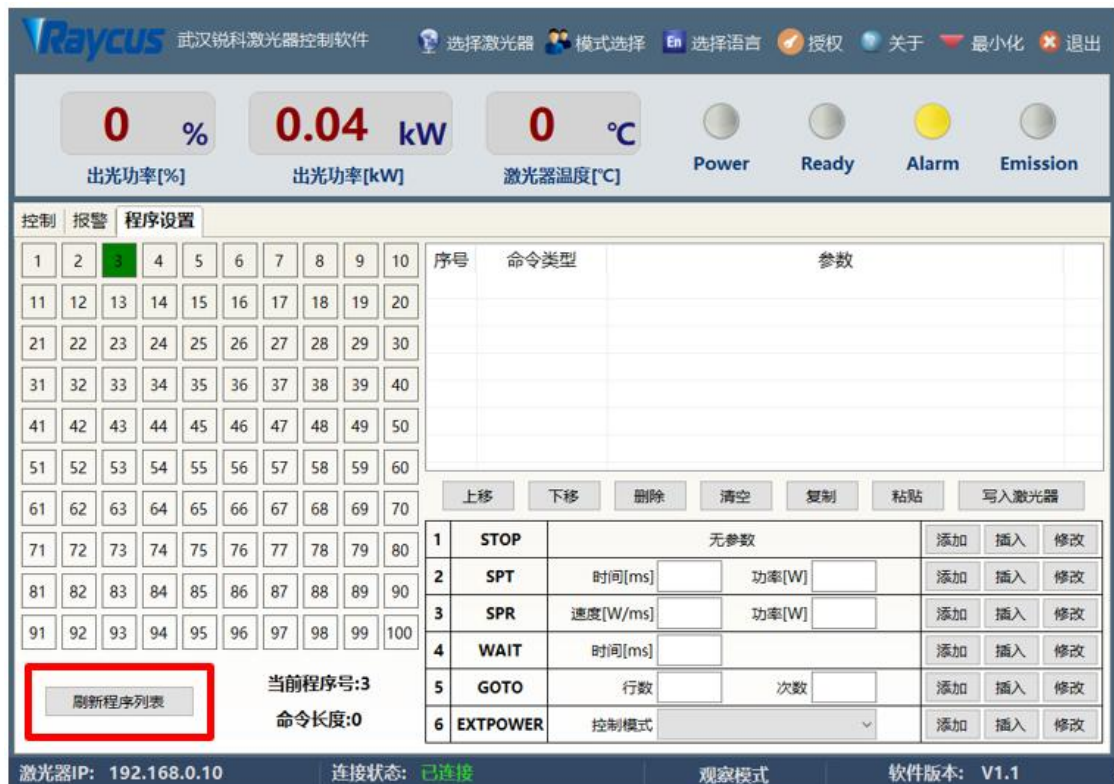 Raycus 武汉锐科激光器控制软件 选择激光器 模式选择 En 选择语言 授权 关于 最小化 退出
0 % 0.04 kW 0 ℃
出光功率[%] 出光功率[kW] 激光器温度[℃] Power Ready Alarm Emission
控制 报警 程序设置
1 2 3 4 5 6 7 8 9 10 序号 命令类型 参数
11 12 13 14 15 16 17 18 19 20
21 22 23 24 25 26 27 28 29 30
31 32 33 34 35 36 37 38 39 40
41 42 43 44 45 46 47 48 49 50
51 52 53 54 55 56 57 58 59 60
61 62 63 64 65 66 67 68 69 70
71 72 73 74 75 76 77 78 79 80
81 82 83 84 85 86 87 88 89 90
91 92 93 94 95 96 97 98 99 100
上移 下移 删除 清空 复制 粘贴 写入激光器
1 STOP 无参数 添加 插入 修改
2 SPT 时间[ms] 功率[W] 添加 插入 修改
3 SPR 速度[W/ms] 功率[W] 添加 插入 修改
4 WAIT 时间[ms] 添加 插入 修改
5 GOTO 行数 次数 添加 插入 修改
6 EXTPOWER 控制模式 添加 插入 修改
刷新程序列表
当前程序号:3
命令长度:0
激光器IP: 192.168.0.10 连接状态: 已连接 观察模式 软件版本: V1.1